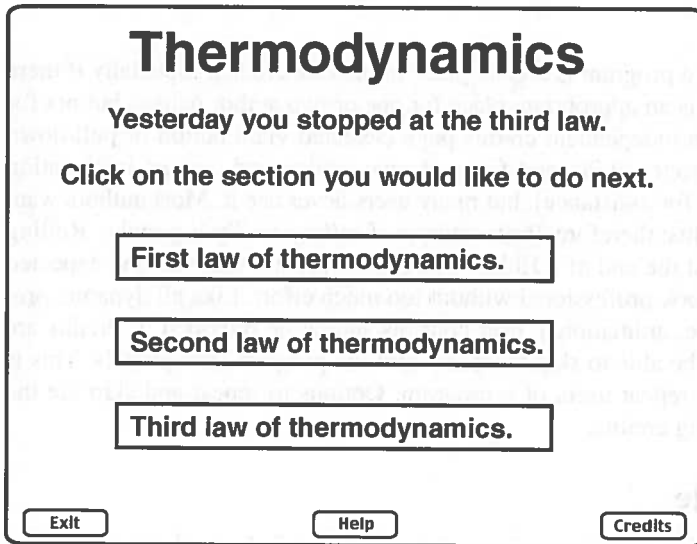 Thermodynamics
Yesterday you stopped at the third law.
Click on the section you would like to do next.
First law of thermodynamics.
Second law of thermodynamics.
Third law of thermodynamics.
Exit Help Credits